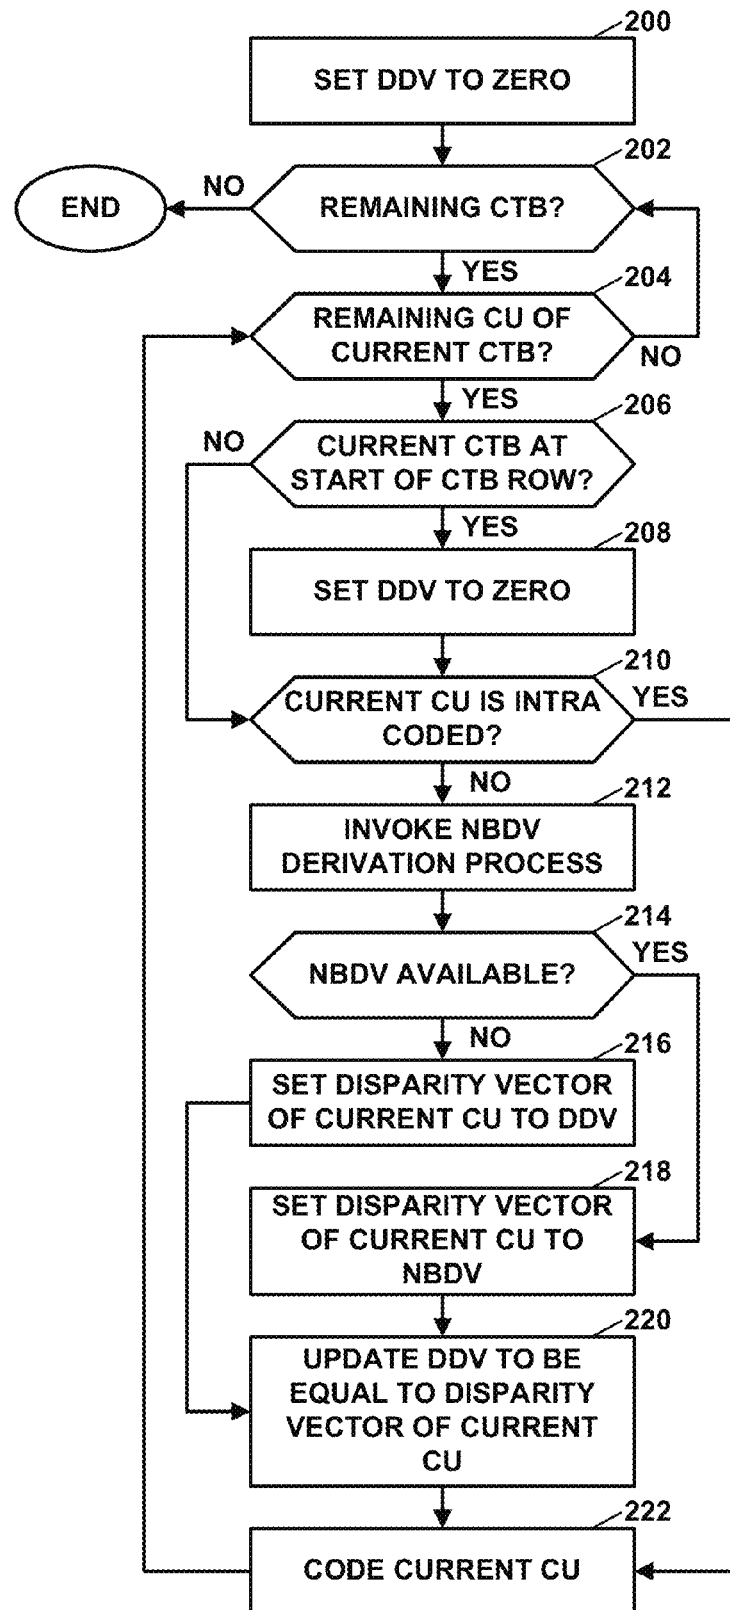 200
SET DDV TO ZERO
202
NO
END
REMAINING CTB?
YES
204
REMAINING CU OF
CURRENT CTB?
NO
YES
206
NO
CURRENT CTB AT
START OF CTB ROW?
YES
208
SET DDV TO ZERO
210
CURRENT CU IS INTRA
CODED?
YES
NO
212
INVOKE NBDV
DERIVATION PROCESS
214
YES
NBDV AVAILABLE?
NO
216
SET DISPARITY VECTOR
OF CURRENT CU TO DDV
218
SET DISPARITY VECTOR
OF CURRENT CU TO
NBDV
220
UPDATE DDV TO BE
EQUAL TO DISPARITY
VECTOR OF CURRENT
CU
222
CODE CURRENT CU